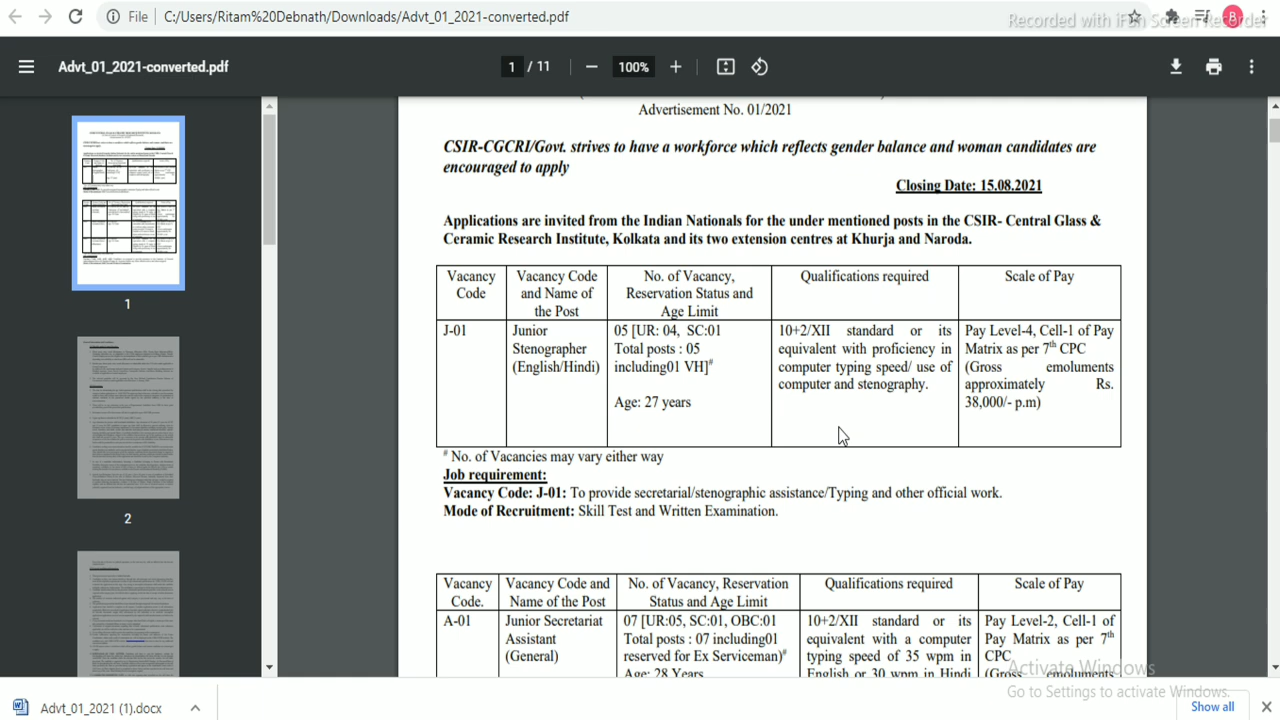 File C:/Users/Ritam%20Debnath/Downloads/Advt_01_2021-converted.pdf
Recorded with iFun Screen Recorder
B
Advt_01_2021-converted.pdf
1 / 11
100%
Advertisement No. 01/2021
CSIR-CGCRI/Govt. strives to have a workforce which reflects gender balance and woman candidates are
encouraged to apply
Closing Date: 15.08.2021
Applications are invited from the Indian Nationals for the under mentioned posts in the CSIR- Central Glass &
Ceramic Research Institute, Kolkata and its two extension centres at Khurja and Naroda.
Vacancy
Code
Vacancy Code
and Name of
the Post
No. of Vacancy,
Reservation Status and
Age Limit
Qualifications required
Scale of Pay
J-01
Junior
Stenographer
(English/Hindi)
05 [UR: 04, SC:01
Total posts : 05
including01 VH]#
Age: 27 years
10+2/XII standard or its
equivalent with proficiency in
computer typing speed/ use of
computer and stenography.
Pay Level-4, Cell-1 of Pay
Matrix as per 7th CPC
(Gross emoluments
approximately Rs.
38,000/- p.m)
# No. of Vacancies may vary either way
Job requirement:
Vacancy Code: J-01: To provide secretarial/stenographic assistance/Typing and other official work.
Mode of Recruitment: Skill Test and Written Examination.
Vacancy
Code.
Vacancy Code and
Name of the Post
No. of Vacancy, Reservation
Status and Age Limit
Qualifications required
Scale of Pay
A-01
Junior Secretariat
Assistant
(General)
07 [UR:05, SC:01, OBC:01
Total posts : 07 including01
reserved for Ex Serviceman)#
Age: 28 Years
10+2/XII standard or its
equivalent with a computer
typing speed of 35 wpm in
English or 30 wpm in Hindi
Pay Level-2, Cell-1 of
Pay Matrix as per 7th
CPC
(Gross emoluments
1
2
Activate Windows
Go to Settings to activate Windows.
Advt_01_2021 (1).docx
Show all